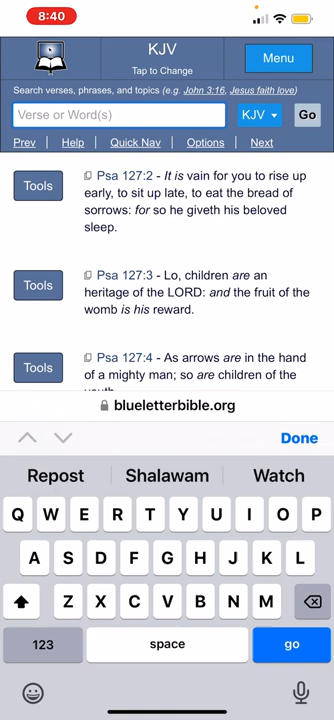 8:40
KJV
Tap to Change
Menu
Search verses, phrases, and topics (e.g. John 3:16, Jesus faith love)
Verse or Word(s)
KJV
Go
Prev Help Quick Nav Options Next
Tools
Psa 127:2 - It is vain for you to rise up
early, to sit up late, to eat the bread of
sorrows: for so he giveth his beloved
sleep.
Tools
Psa 127:3 - Lo, children are an
heritage of the LORD: and the fruit of the
womb is his reward.
Tools
Psa 127:4 - As arrows are in the hand
of a mighty man; so are children of the
youth.
blueletterbible.org
Done
Repost Shalawam Watch
Q W E R T Y U I O P
A S D F G H J K L
Z X C V B N M
123 space go